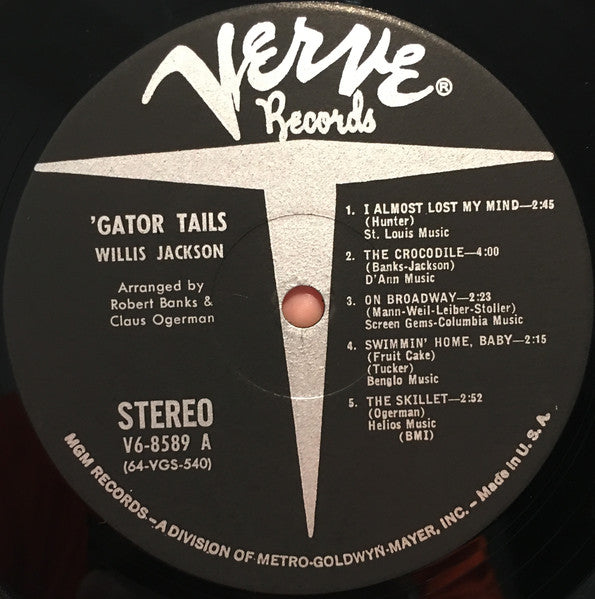 VERVE®
Records
'GATOR TAILS
WILLIS JACKSON
Arranged by
Robert Banks &
Claus Ogerman
STEREO
V6-8589 A
(64-VGS-540)
1. I ALMOST LOST MY MIND—2:45
(Hunter)
St. Louis Music
2. THE CROCODILE—4:00
(Banks-Jackson)
D'Ann Music
3. ON BROADWAY—2:23
(Mann-Weil-Leiber-Stoller)
Screen Gems-Columbia Music
4. SWIMMIN' HOME, BABY—2:15
(Fruit Cake)
(Tucker)
Benglo Music
5. THE SKILLET—2:52
(Ogerman)
Helios Music
(BMI)
MGM RECORDS—A DIVISION OF METRO-GOLDWYN-MAYER, INC. – Made in U. S. A.